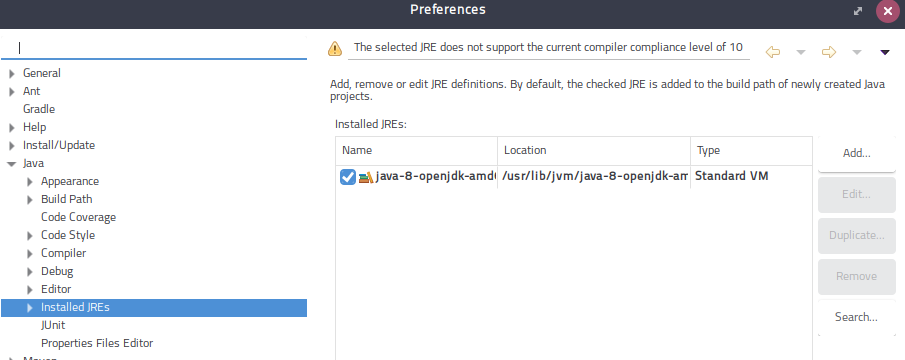 Preferences
The selected JRE does not support the current compiler compliance level of 10
General
Ant
Gradle
Help
Install/Update
Java
Appearance
Build Path
Code Coverage
Code Style
Compiler
Debug
Editor
Installed JREs
JUnit
Properties Files Editor
Add, remove or edit JRE definitions. By default, the checked JRE is added to the build path of newly created Java
projects.
Installed JREs:
Name Location Type
java-8-openjdk-amd /usr/lib/jvm/java-8-openjdk-am Standard VM
Add...
Edit...
Duplicate...
Remove
Search...